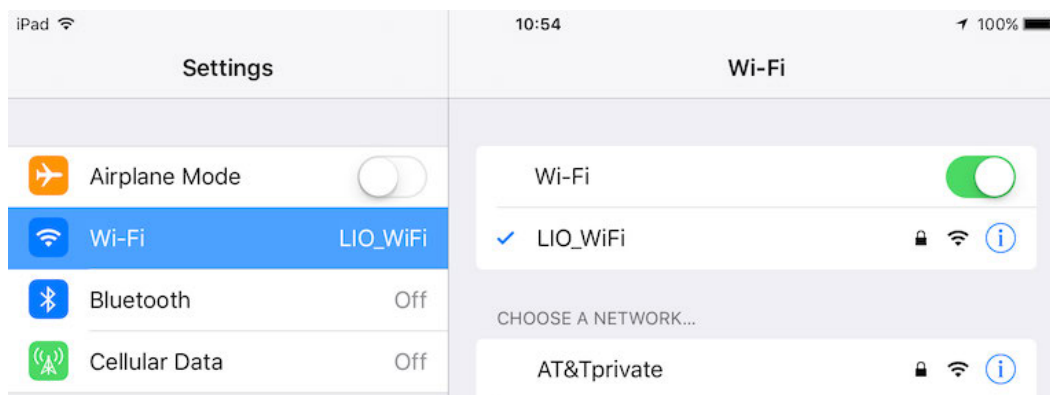 iPad 10:54 100%
Settings
Wi-Fi
Airplane Mode
Wi-Fi LIO_WiFi
Bluetooth Off
Cellular Data Off
Wi-Fi
LIO_WiFi
CHOOSE A NETWORK...
AT&Tprivate